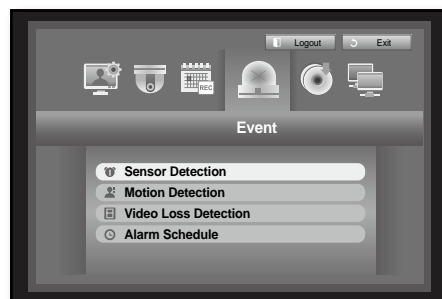 Logout Exit
REC
Event
Sensor Detection
Motion Detection
Video Loss Detection
Alarm Schedule